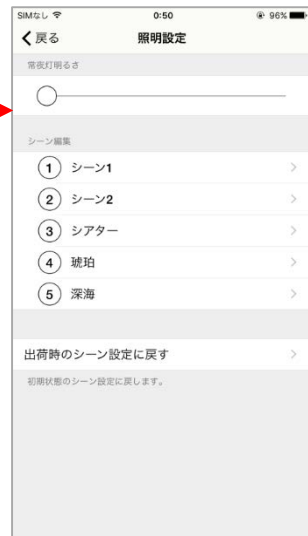 SIMなし 0:50 96%
戻る 照明設定
常夜灯明るさ
シーン編集
1 シーン1
2 シーン2
3 シアター
4 琥珀
5 深海
出荷時のシーン設定に戻す
初期状態のシーン設定に戻します。